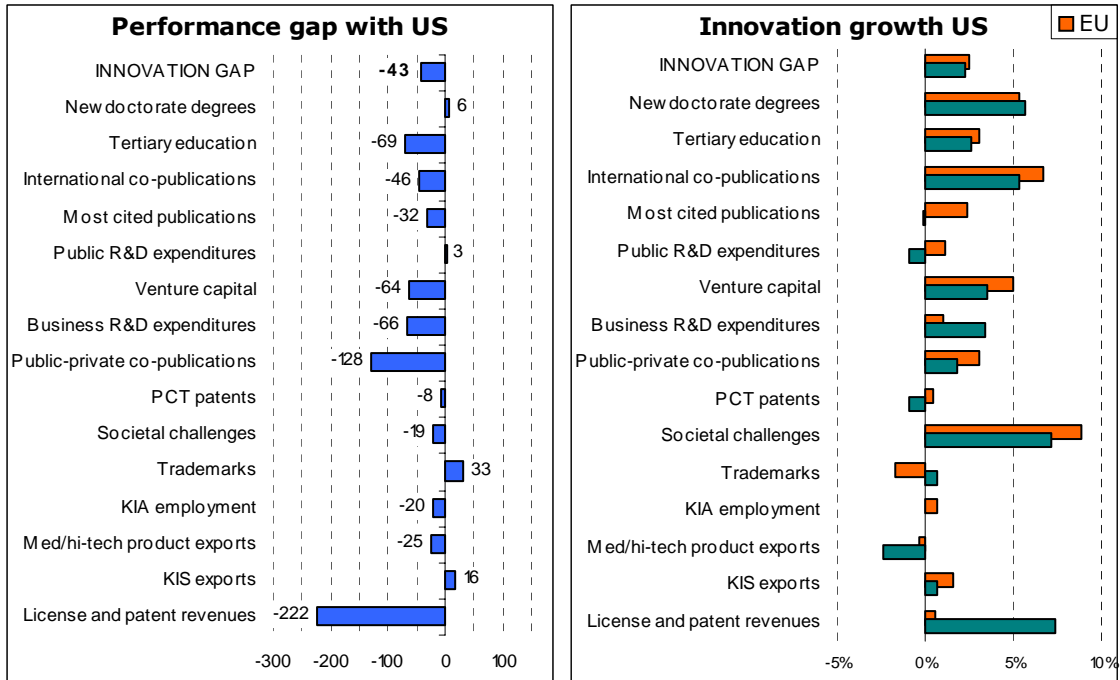 Performance gap with US
INNOVATION GAP
-43
New doctorate degrees
6
Tertiary education
-69
International co-publications
-46
Most cited publications
-32
Public R&D expenditures
3
Venture capital
-64
Business R&D expenditures
-66
Public-private co-publications
-128
PCT patents
-8
Societal challenges
-19
Trademarks
33
KIA employment
-20
Med/hi-tech product exports
-25
KIS exports
16
License and patent revenues
-222
-300 -200 -100 0 100
Innovation growth US
EU
INNOVATION GAP
New doctorate degrees
Tertiary education
International co-publications
Most cited publications
Public R&D expenditures
Venture capital
Business R&D expenditures
Public-private co-publications
PCT patents
Societal challenges
Trademarks
KIA employment
Med/hi-tech product exports
KIS exports
License and patent revenues
-5% 0% 5% 10%